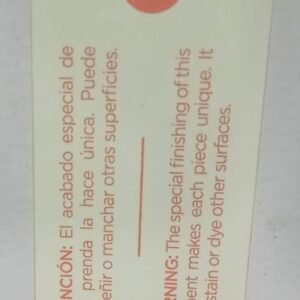 NCIÓN: El acabado especial de
prenda la hace única. Puede
enir o manchar otras superficies.
RNING: The special finishing of this
ent makes each piece unique. It
stain or dye other surfaces.